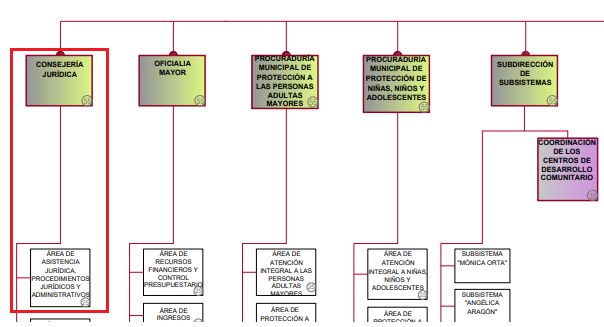 CONSEJERÍA
JURÍDICA
OFICIALIA
MAYOR
PROCURADURÍA
MUNICIPAL DE
PROTECCIÓN A
LAS PERSONAS
ADULTAS
MAYORES
PROCURADURÍA
MUNICIPAL DE
PROTECCIÓN DE
NIÑAS, NIÑOS Y
ADOLESCENTES
SUBDIRECCIÓN
DE
SUBSISTEMAS
COORDINACIÓN
DE LOS
CENTROS DE
DESARROLLO
COMUNITARIO
ÁREA DE
ASISTENCIA
JURÍDICA,
PROCEDIMIENTOS
JURÍDICOS Y
ADMINISTRATIVOS
ÁREA DE
RECURSOS
FINANCIEROS Y
CONTROL
PRESUPUESTARIO
ÁREA DE
ATENCIÓN
INTEGRAL A LAS
PERSONAS
ADULTAS
MAYORES
ÁREA DE
ATENCIÓN
INTEGRAL A NIÑAS,
NIÑOS Y
ADOLESCENTES
SUBSISTEMA
"MÓNICA ORTA"
ÁREA DE
INGRESOS
ÁREA DE
PROTECCIÓN A
ÁREA DE
PROTECCIÓN A
SUBSISTEMA
"ANGÉLICA
ARAGÓN"